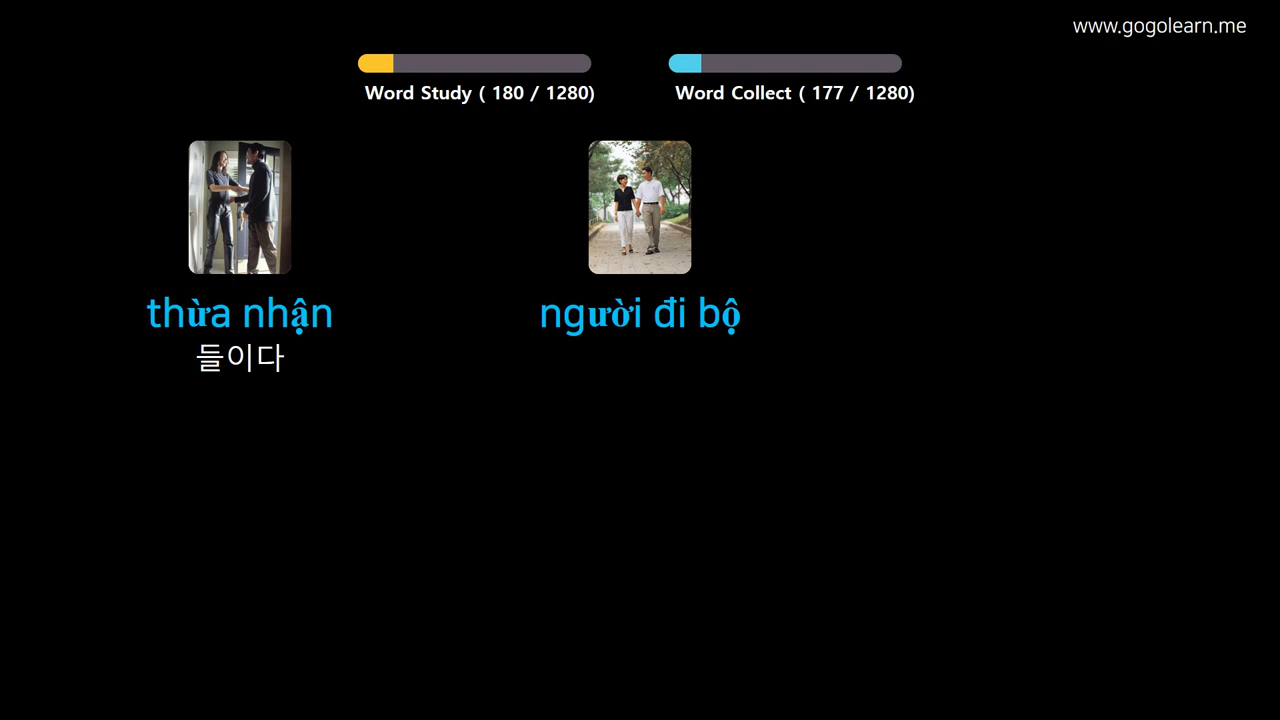 www.gogolearn.me
Word Study ( 180 / 1280)
Word Collect ( 177 / 1280)
thừa nhận
들이다
người đi bộ